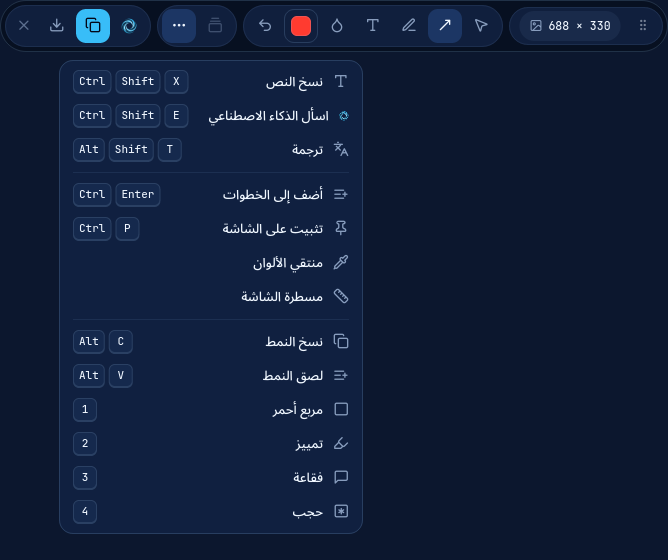 688 × 330
نسخ النص Ctrl Shift X
اسأل الذكاء الاصطناعي Ctrl Shift E
ترجمة Alt Shift T
أضف إلى الخطوات Ctrl Enter
تثبيت على الشاشة Ctrl P
منتقي الألوان
مسطرة الشاشة
نسخ النمط Alt C
لصق النمط Alt V
مربع أحمر 1
تمييز 2
فقاعة 3
حجب 4